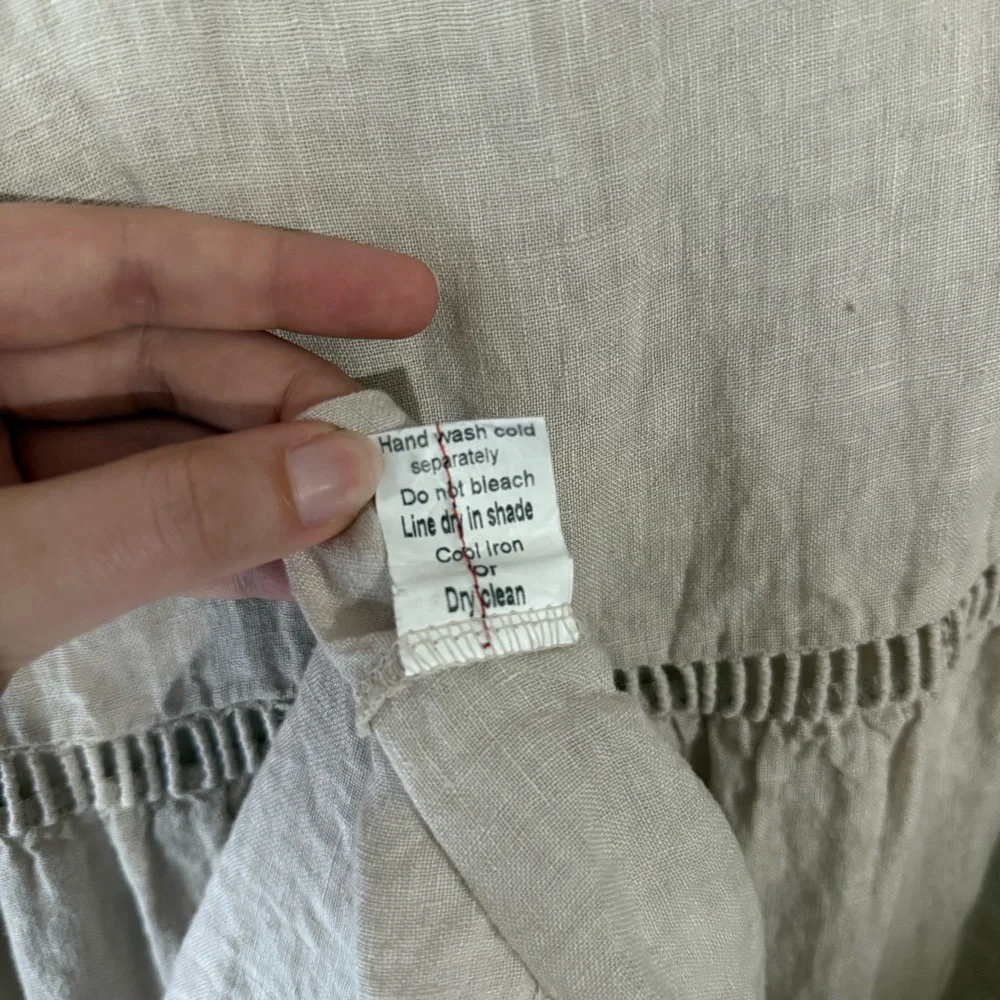 Hand wash cold
separately
Do not bleach
Line dry in shade
Cool Iron
Or
Dry clean